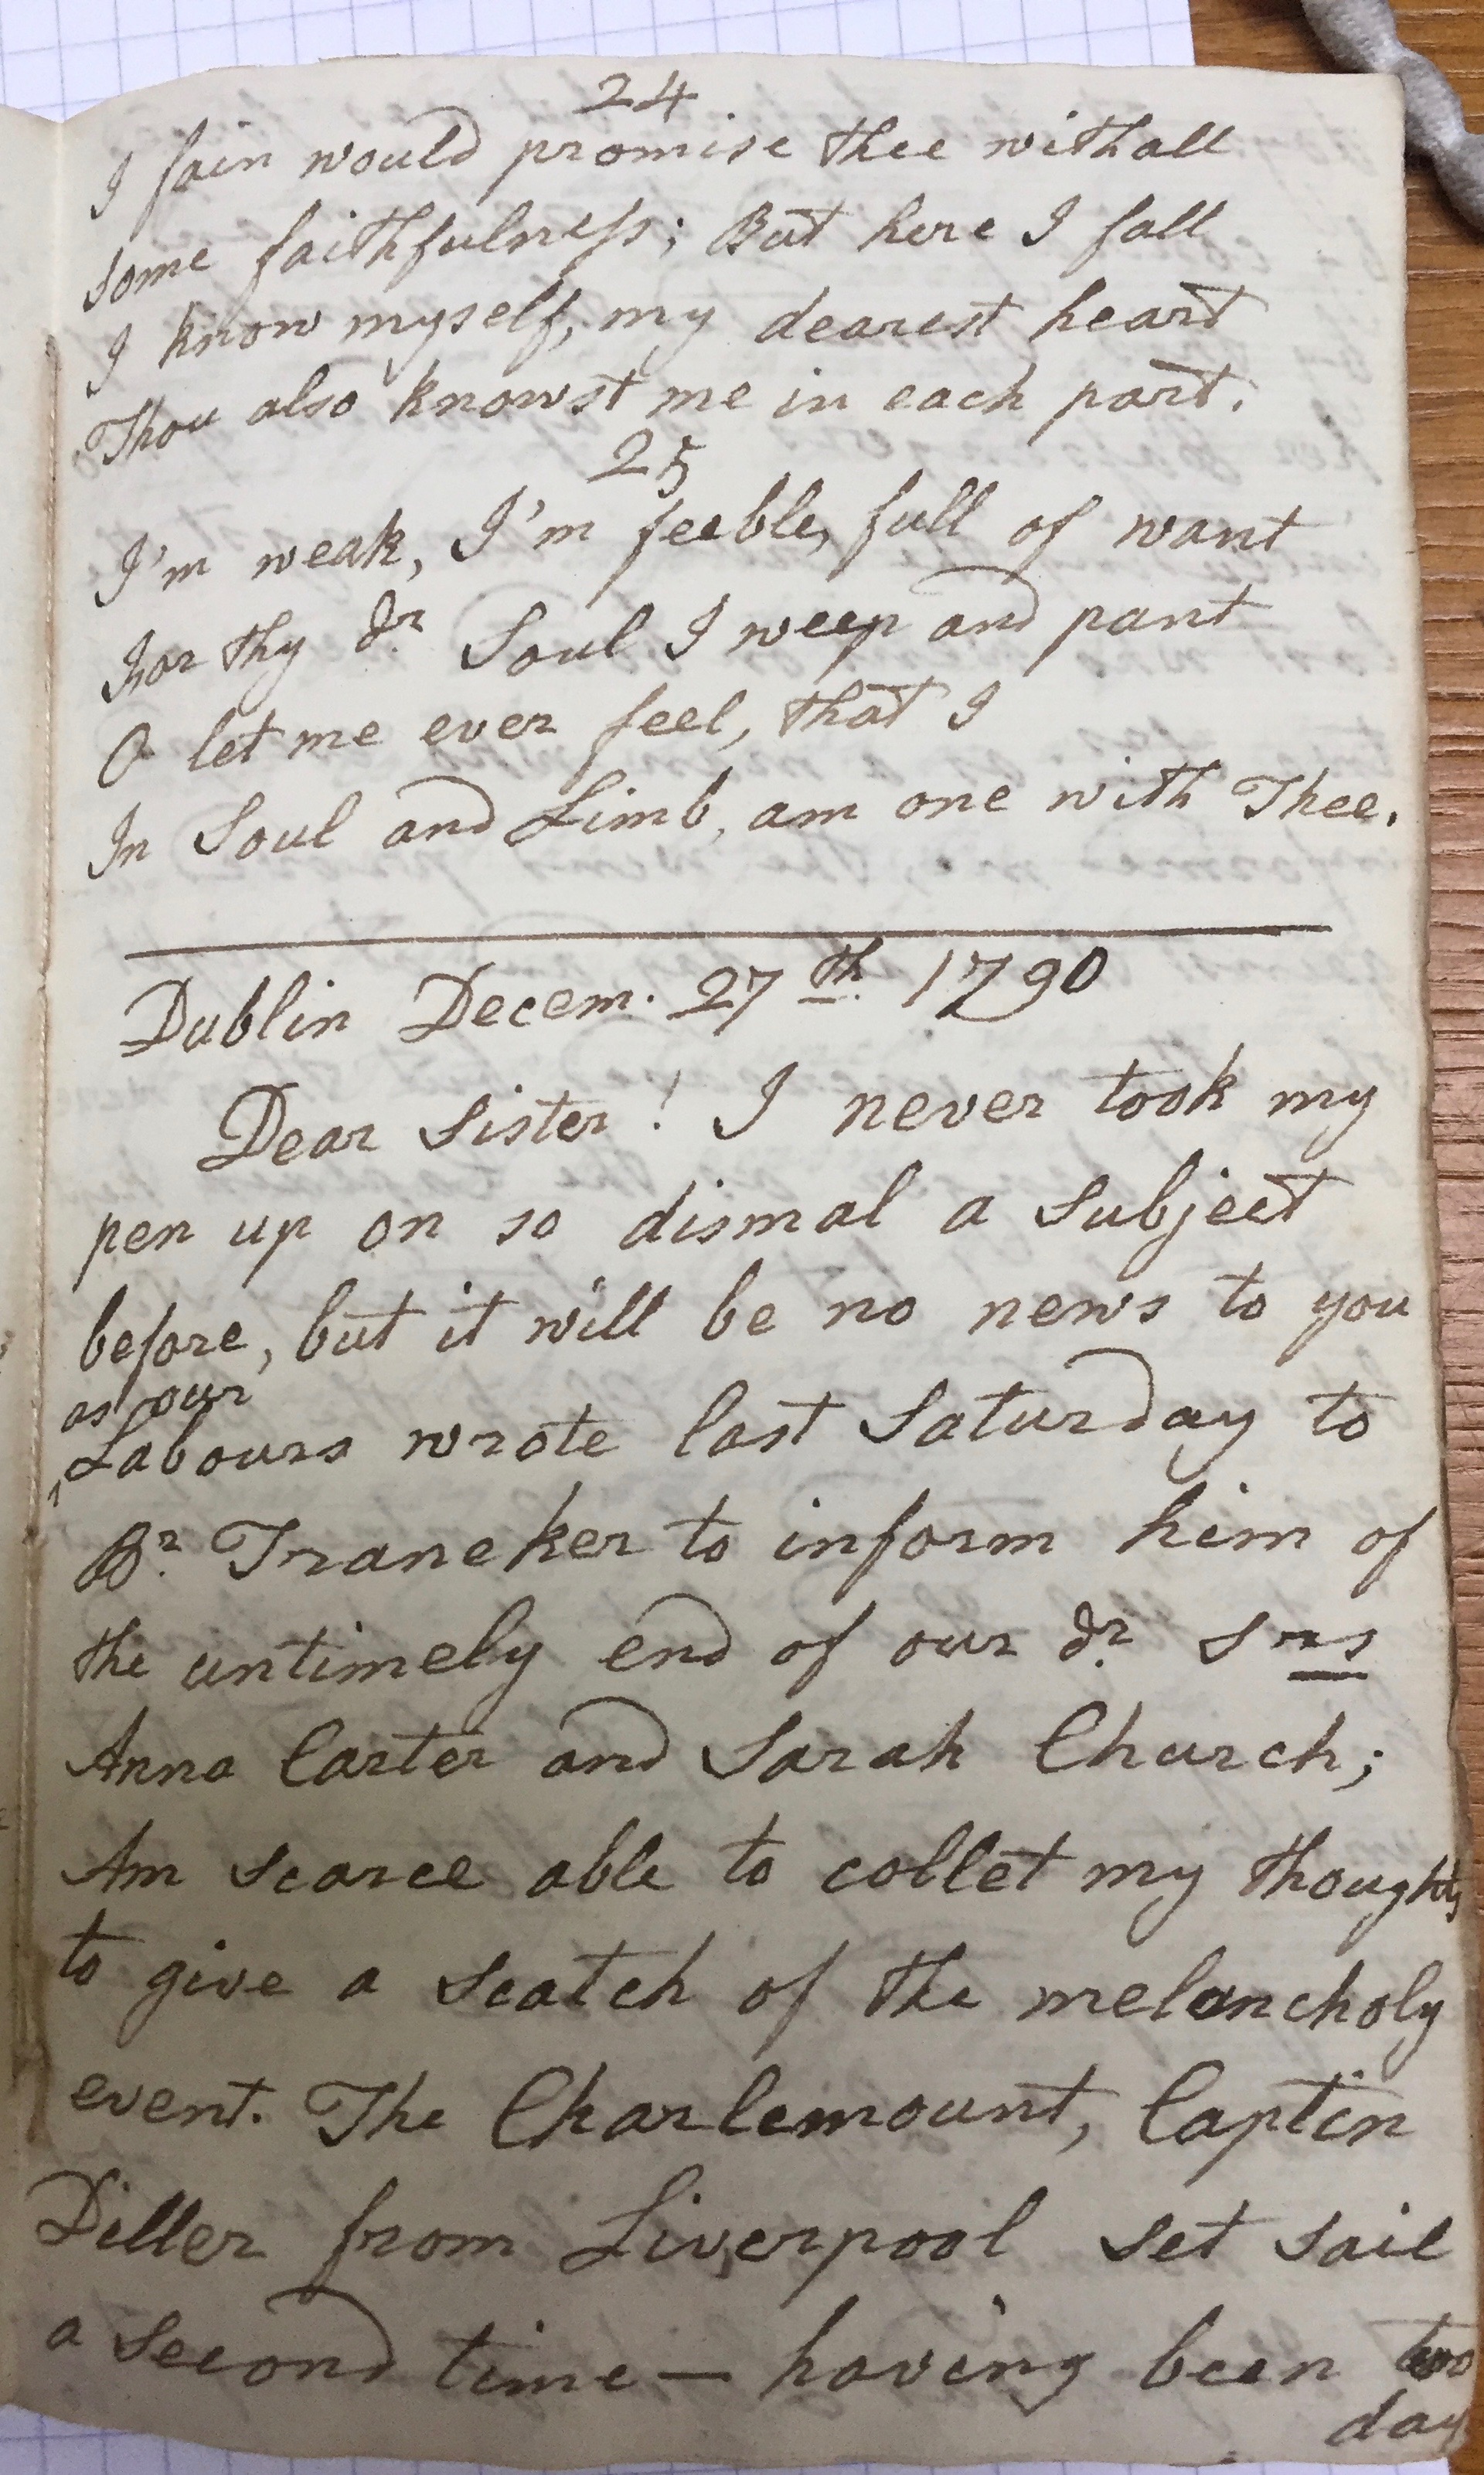 24
I fain would promise thee withall
some faithfulness; But here I fall
I know myself, my dearest heart
Thou also knowst me in each part.
25
I'm weak, I'm feeble, full of want
For thy dr. Soul I weep and pant
O let me ever feel, that I
In Soul and Limb, am one with Thee.
Dublin Decem. 27th. 1790
Dear Sister! I never took my
pen up on so dismal a subject
before, but it will be no news to you
as our
Labours wrote last Saturday to
Br. Traneker to inform him of
the untimely end of our dr. Srs
Anna Carter and Sarah Church;
Am scarce able to collet my thoughts
to give a scatch of the melancholy
event. The Charlemount, Captin
Diller from Liverpool set sail
a second time — having been two
day